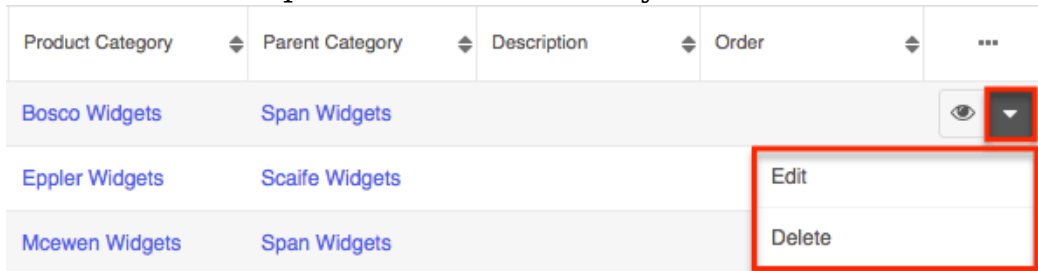 Product Category Parent Category Description Order
Bosco Widgets Span Widgets
Eppler Widgets Scaife Widgets Edit
Mcewen Widgets Span Widgets Delete